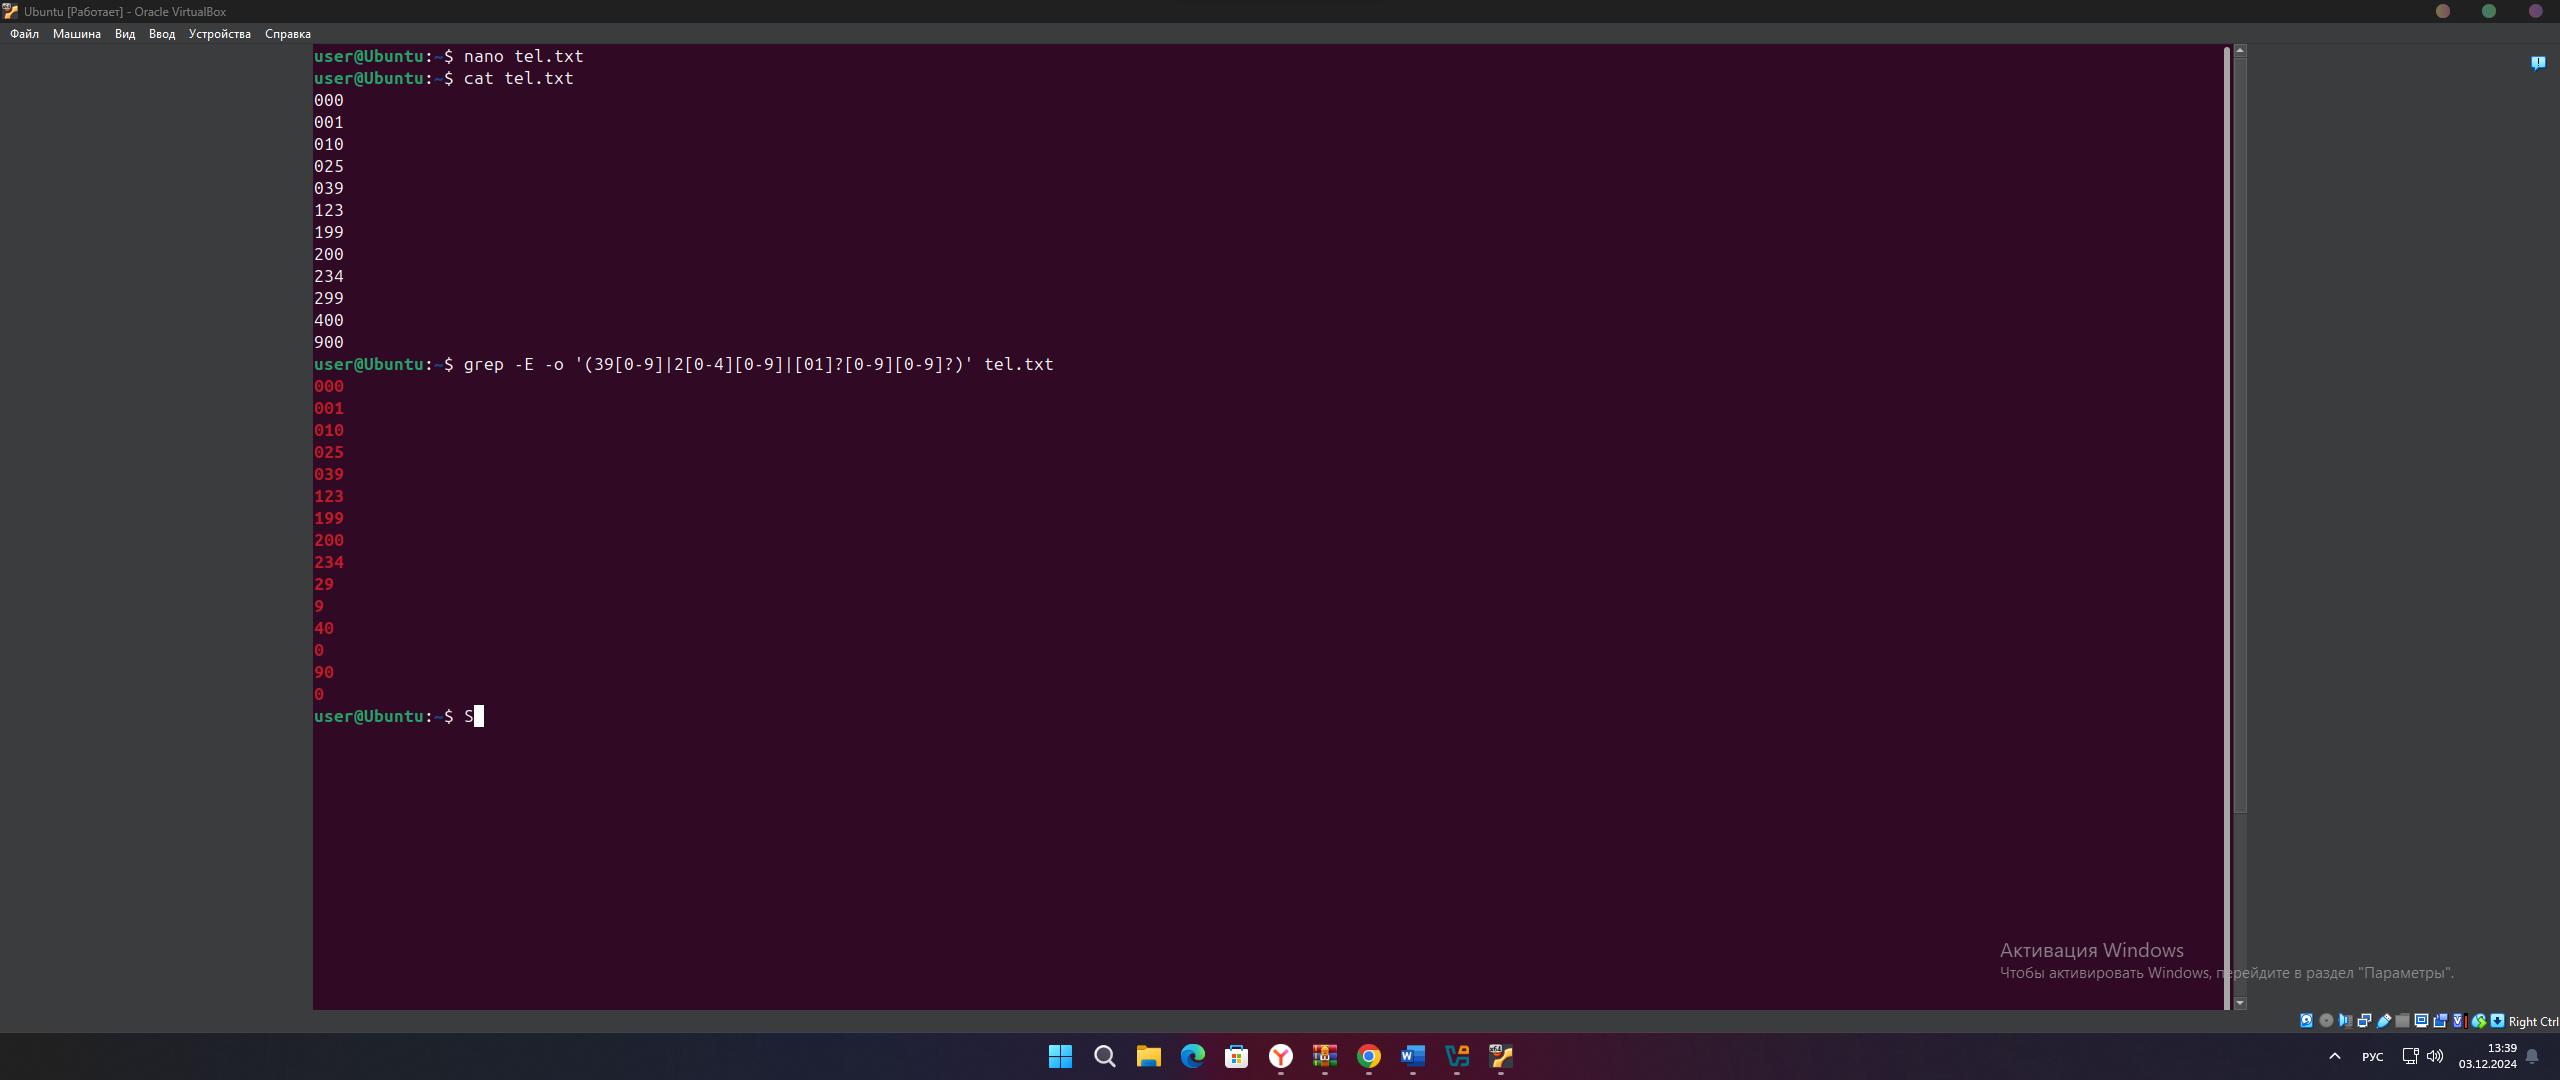 Ubuntu [Работает] - Oracle VirtualBox
Файл Машина Вид Ввод Устройства Справка
user@Ubuntu:~$ nano tel.txt
user@Ubuntu:~$ cat tel.txt
000
001
010
025
039
123
199
200
234
299
400
900
user@Ubuntu:~$ grep -E -o '(39[0-9]|2[0-4][0-9]|[01]?[0-9][0-9]?)' tel.txt
000
001
010
025
039
123
199
200
234
29
9
40
0
90
0
user@Ubuntu:~$ S
Активация Windows
Чтобы активировать Windows, перейдите в раздел "Параметры".
Right Ctrl
РУС
13:39
03.12.2024